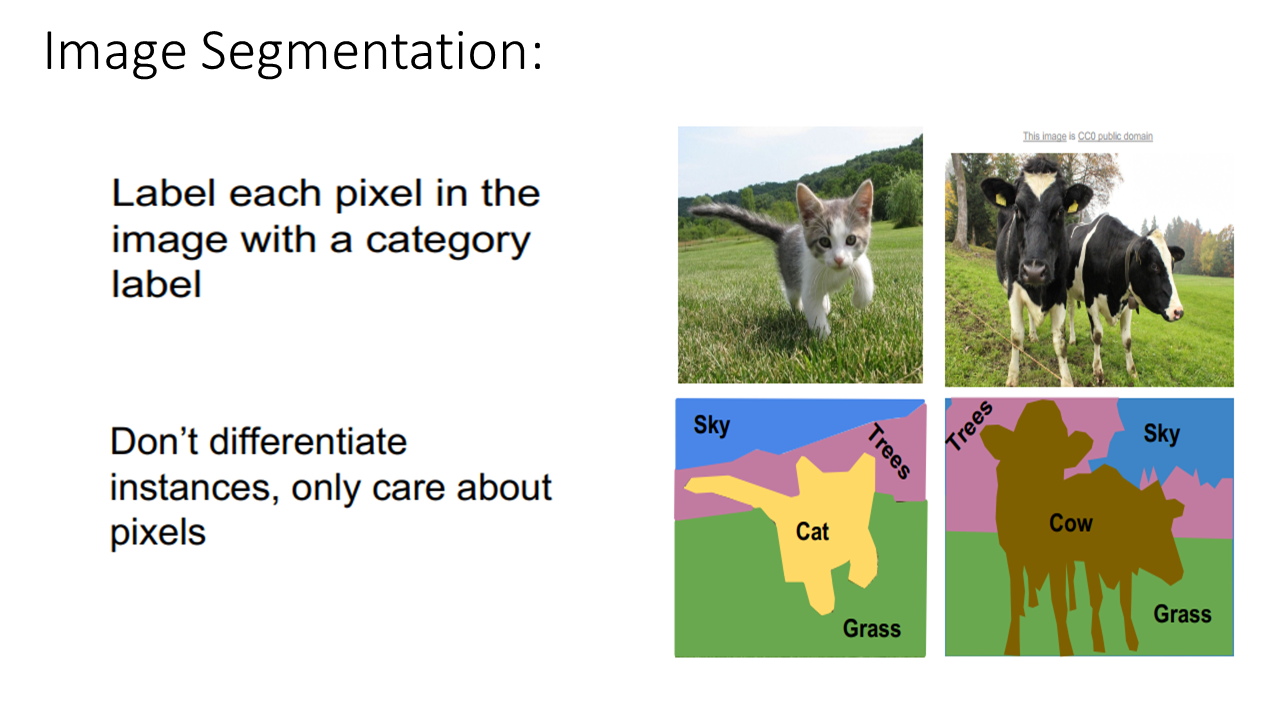 Image Segmentation:
Label each pixel in the
image with a category
label
Don’t differentiate
instances, only care about
pixels
This image is CC0 public domain
Sky
Trees
Cat
Grass
Trees
Sky
Cow
Grass